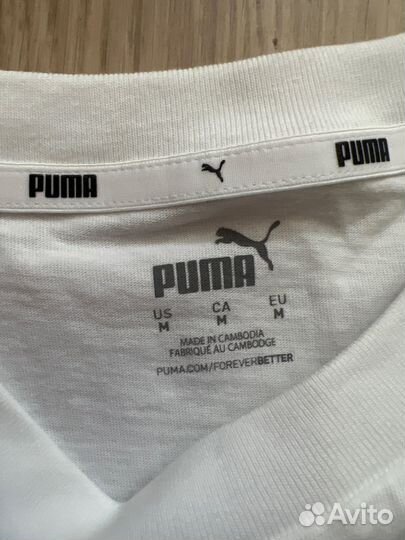 PUMA PUMA
PUMA
US CA EU
M M M
MADE IN CAMBODIA
FABRIQUÉ AU CAMBODGE
PUMA.COM/FOREVERBETTER
Avito